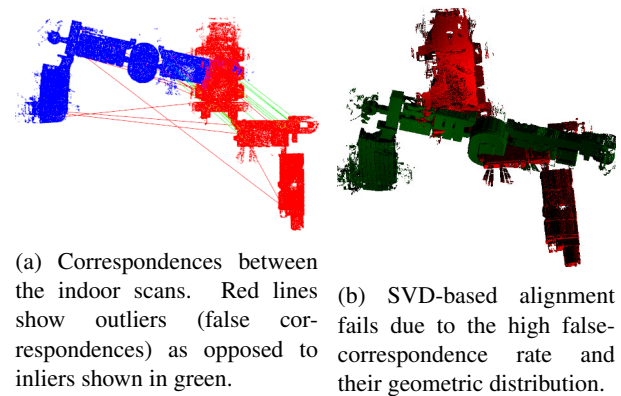 (a) Correspondences between
the indoor scans. Red lines
show outliers (false cor-
respondences) as opposed to
inliers shown in green.
(b) SVD-based alignment
fails due to the high false-
correspondence rate and
their geometric distribution.